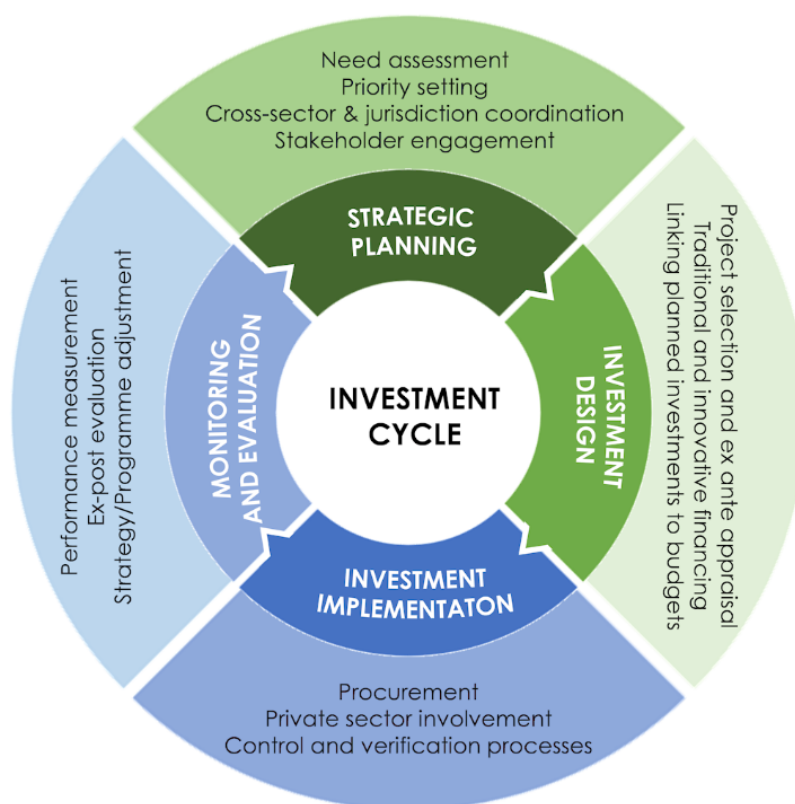 Need assessment
Priority setting
Cross-sector & jurisdiction coordination
Stakeholder engagement
STRATEGIC
PLANNING
Project selection and ex ante appraisal
Traditional and innovative financing
Linking planned investments to budgets
INVESTMENT
DESIGN
INVESTMENT
CYCLE
MONITORING
AND EVALUATION
Performance measurement
Ex-post evaluation
Strategy/Programme adjustment
INVESTMENT
IMPLEMENTATON
Procurement
Private sector involvement
Control and verification processes